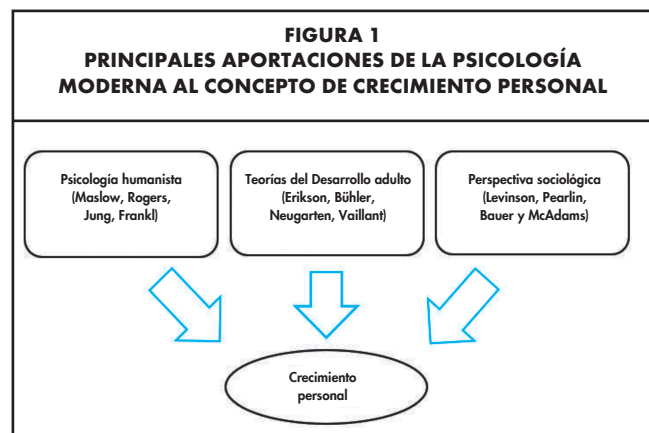 FIGURA 1
PRINCIPALES APORTACIONES DE LA PSICOLOGÍA
MODERNA AL CONCEPTO DE CRECIMIENTO PERSONAL
Psicología humanista
(Maslow, Rogers,
Jung, Frankl)
Teorías del Desarrollo adulto
(Erikson, Bühler,
Neugarten, Vaillant)
Perspectiva sociológica
(Levinson, Pearlin,
Bauer y McAdams)
Crecimiento
personal